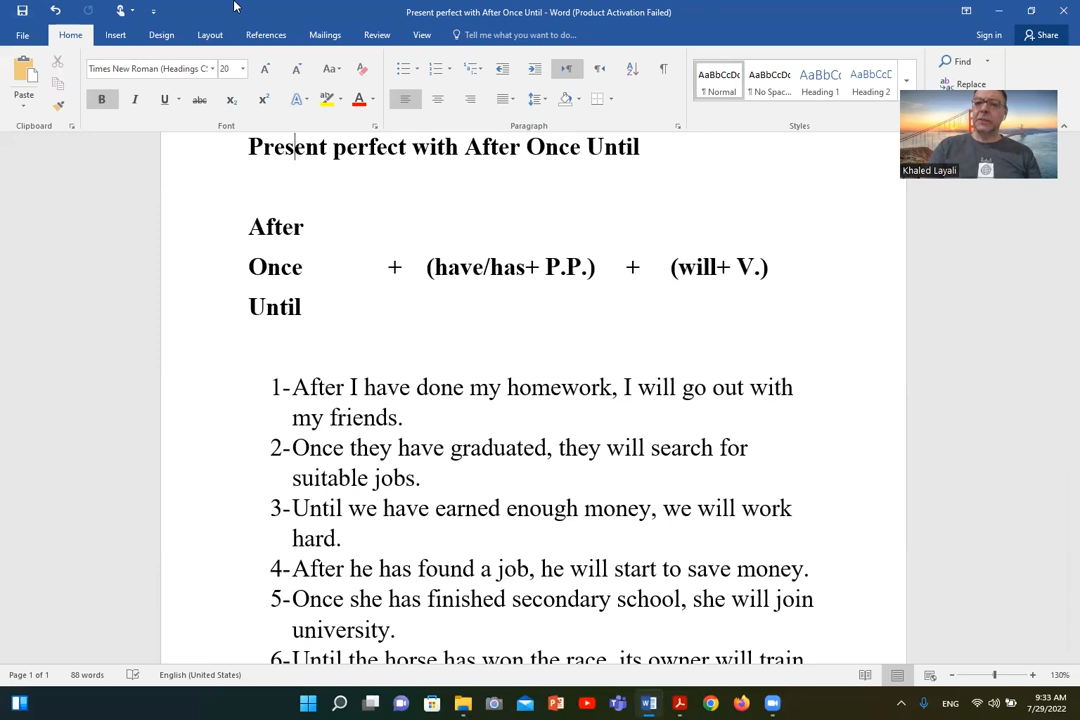 Present perfect with After Once Until - Word (Product Activation Failed)
File Home Insert Design Layout References Mailings Review View Tell me what you want to do... Sign in Share
Times New Roman (Headings C 20 Aa AaBbCcDc AaBbCcDc AaBbC AaBbCcD Find
Paste B I U abc x₂ x² A A ¶ Normal ¶ No Spac... Heading 1 Heading 2 Replace
Clipboard Font Paragraph Styles
Khaled Layali
Present perfect with After Once Until
After
Once + (have/has+ P.P.) + (will+ V.)
Until
1-After I have done my homework, I will go out with
my friends.
2-Once they have graduated, they will search for
suitable jobs.
3-Until we have earned enough money, we will work
hard.
4-After he has found a job, he will start to save money.
5-Once she has finished secondary school, she will join
university.
6-Until the horse has won the race, its owner will train
Page 1 of 1 88 words English (United States) 130%
ENG 9:33 AM
7/29/2022